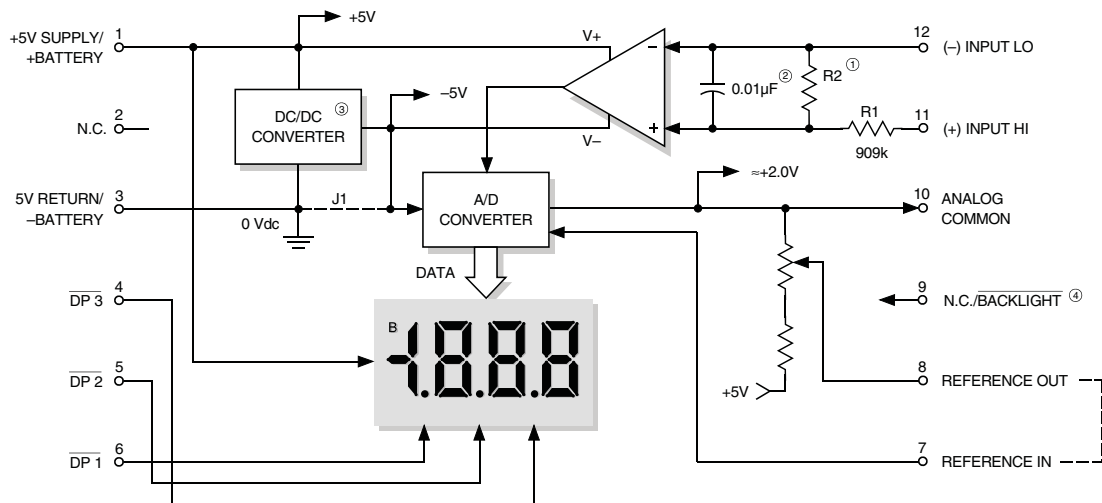 +5V SUPPLY/
+BATTERY
1
+5V
V+
–
12
(–) INPUT LO
DC/DC ③
CONVERTER
–5V
0.01µF ②
R2 ①
2
N.C.
+
V–
R1
909k
11
(+) INPUT HI
5V RETURN/
–BATTERY
3
0 Vdc
J1
A/D
CONVERTER
≈+2.0V
10
ANALOG
COMMON
DATA
DP 3
4
9
N.C./BACKLIGHT ④
B
-1.8.8.8
DP 2
5
+5V
8
REFERENCE OUT
DP 1
6
7
REFERENCE IN